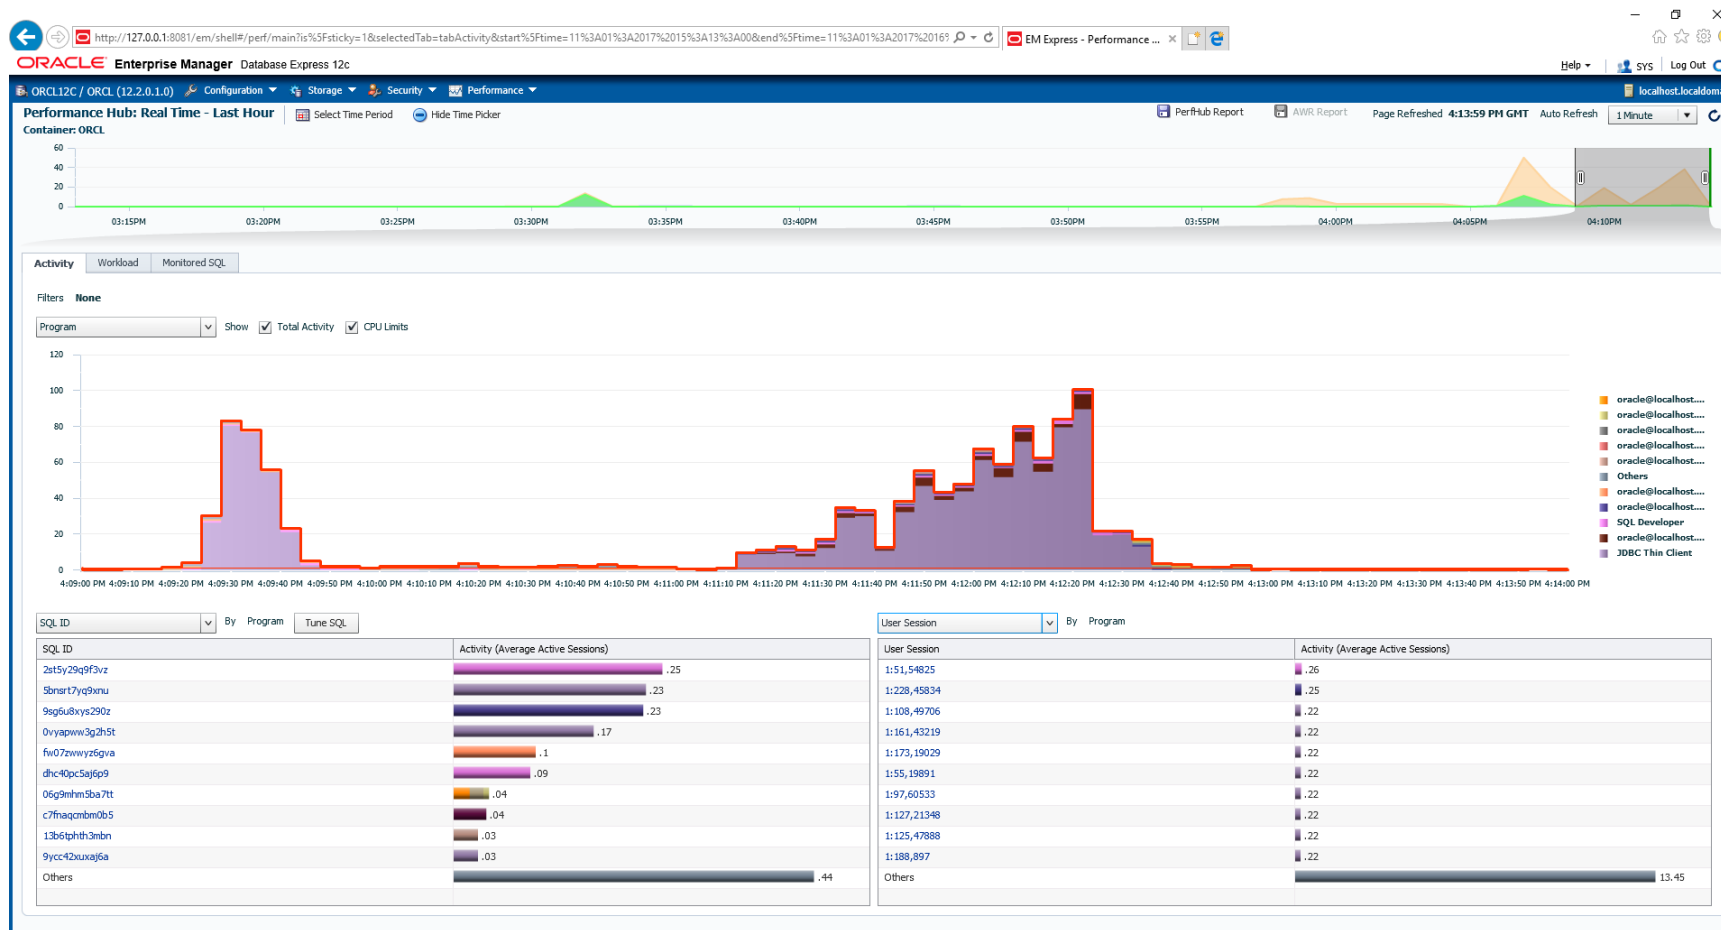 http://127.0.0.1:8081/em/shell#/perf/main?is%5Fsticky=1&selectedTab=tabActivity&start%5Ftime=11%3A01%3A2017%2015%3A13%3A00&end%5Ftime=11%3A01%3A2017%2016%
EM Express - Performance ...
ORACLE Enterprise Manager Database Express 12c
Help SYS Log Out
ORCL12C / ORCL (12.2.0.1.0) Configuration Storage Security Performance localhost.localdoma
Performance Hub: Real Time - Last Hour Select Time Period Hide Time Picker PerfHub Report AWR Report Page Refreshed 4:13:59 PM GMT Auto Refresh 1 Minute
Container: ORCL
60
40
20
0
03:15PM 03:20PM 03:25PM 03:30PM 03:35PM 03:40PM 03:45PM 03:50PM 03:55PM 04:00PM 04:05PM 04:10PM
Activity Workload Monitored SQL
Filters None
Program Show Total Activity CPU Limits
120
100
80
60
40
20
0
oracle@localhost....
oracle@localhost....
oracle@localhost....
oracle@localhost....
oracle@localhost....
Others
oracle@localhost....
oracle@localhost....
SQL Developer
oracle@localhost....
JDBC Thin Client
4:09:00 PM 4:09:10 PM 4:09:20 PM 4:09:30 PM 4:09:40 PM 4:09:50 PM 4:10:00 PM 4:10:10 PM 4:10:20 PM 4:10:30 PM 4:10:40 PM 4:10:50 PM 4:11:00 PM 4:11:10 PM 4:11:20 PM 4:11:30 PM 4:11:40 PM 4:11:50 PM 4:12:00 PM 4:12:10 PM 4:12:20 PM 4:12:30 PM 4:12:40 PM 4:12:50 PM 4:13:00 PM 4:13:10 PM 4:13:20 PM 4:13:30 PM 4:13:40 PM 4:13:50 PM 4:14:00 PM
SQL ID By Program Tune SQL
SQL ID Activity (Average Active Sessions)
2st5y29q9f3vz .25
5bnsrt7yq9xnu .23
9sg6u8xys290z .23
0vyapww3g2h5t .17
fw07zwwyz6gva .1
dhc40pc5aj6p9 .09
06g9mhm5ba7tt .04
c7fnaqcmbm0b5 .04
13b6tphth3mbn .03
9ycc42xuxaj6a .03
Others .44
User Session By Program
User Session Activity (Average Active Sessions)
1:51,54825 .26
1:228,45834 .25
1:108,49706 .22
1:161,43219 .22
1:173,19029 .22
1:55,19891 .22
1:97,60533 .22
1:127,21348 .22
1:125,47888 .22
1:188,897 .22
Others 13.45